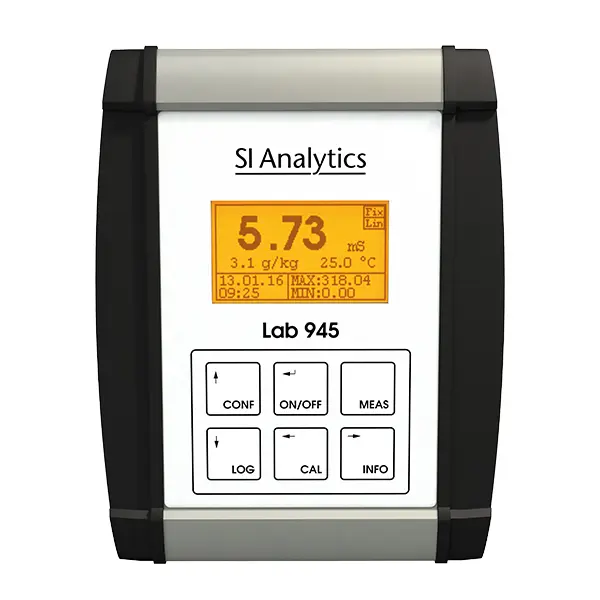 SI Analytics
Fix
5.73 mS
Lin
3.1 g/kg 25.0 °C
13.01.16 MAX:318.04
09:25 MIN:0.00
Lab 945
CONF ON/OFF MEAS
LOG CAL INFO